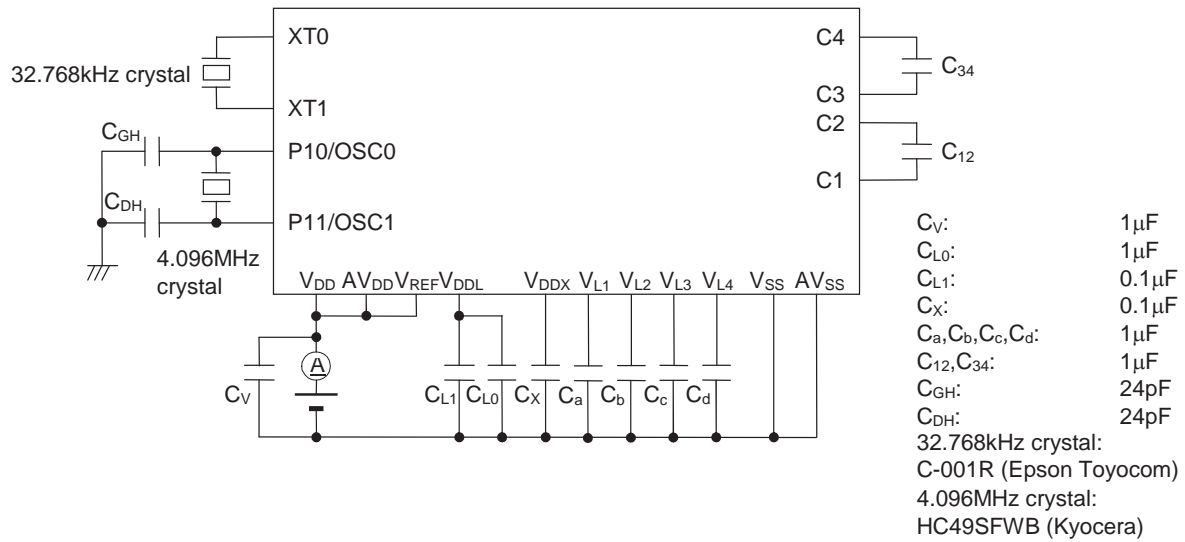 XT0
C4
32.768kHz crystal
C34
XT1
C3
CGH
C2
P10/OSC0
C12
C1
CDH
P11/OSC1
4.096MHz
crystal
VDD AVDD VREF VDDL VDDX VL1 VL2 VL3 VL4 VSS AVSS
A
CV CL1 CL0 CX Ca Cb Cc Cd
CV: 1μF
CL0: 1μF
CL1: 0.1μF
CX: 0.1μF
Ca,Cb,Cc,Cd: 1μF
C12,C34: 1μF
CGH: 24pF
CDH: 24pF
32.768kHz crystal:
C-001R (Epson Toyocom)
4.096MHz crystal:
HC49SFWB (Kyocera)